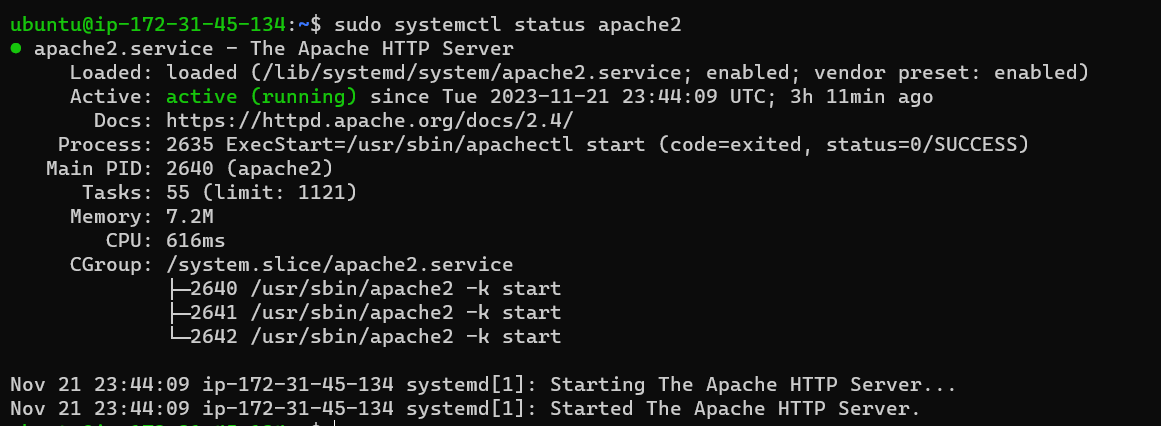 ubuntu@ip-172-31-45-134:~$ sudo systemctl status apache2
● apache2.service - The Apache HTTP Server
Loaded: loaded (/lib/systemd/system/apache2.service; enabled; vendor preset: enabled)
Active: active (running) since Tue 2023-11-21 23:44:09 UTC; 3h 11min ago
Docs: https://httpd.apache.org/docs/2.4/
Process: 2635 ExecStart=/usr/sbin/apachectl start (code=exited, status=0/SUCCESS)
Main PID: 2640 (apache2)
Tasks: 55 (limit: 1121)
Memory: 7.2M
CPU: 616ms
CGroup: /system.slice/apache2.service
├─2640 /usr/sbin/apache2 -k start
├─2641 /usr/sbin/apache2 -k start
└─2642 /usr/sbin/apache2 -k start
Nov 21 23:44:09 ip-172-31-45-134 systemd[1]: Starting The Apache HTTP Server...
Nov 21 23:44:09 ip-172-31-45-134 systemd[1]: Started The Apache HTTP Server.